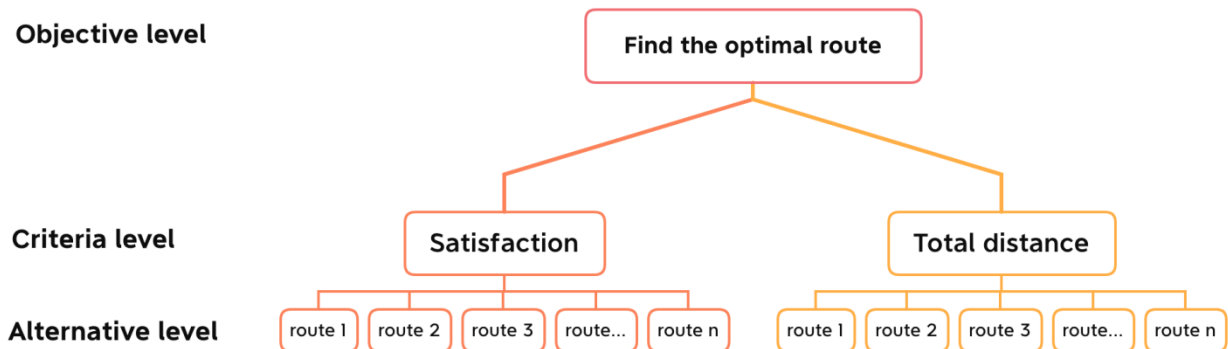 Objective level
Find the optimal route
Criteria level
Satisfaction
Total distance
Alternative level
route 1
route 2
route 3
route...
route n
route 1
route 2
route 3
route...
route n